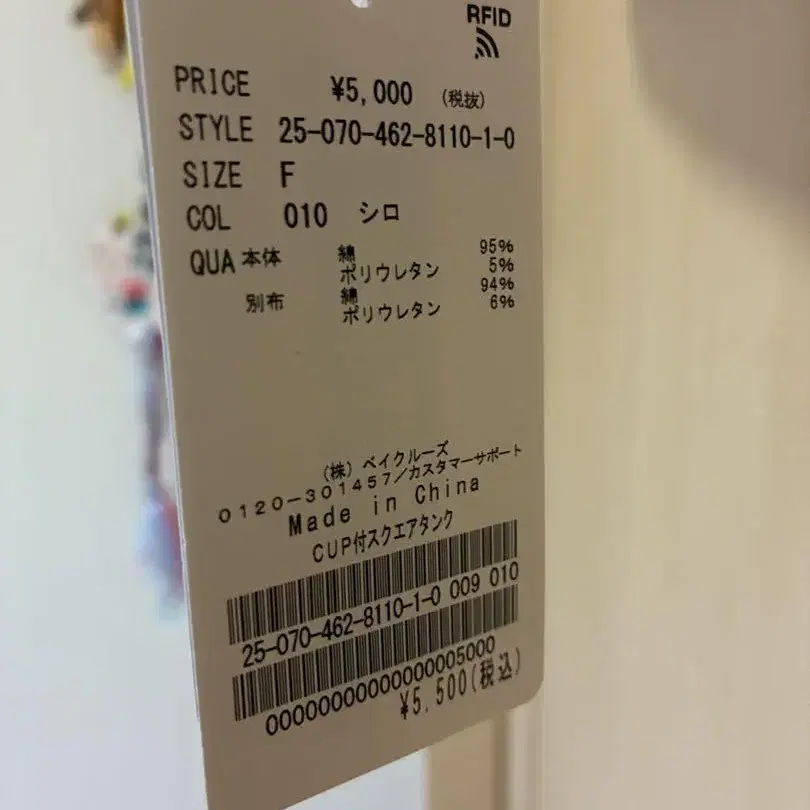 RFID
PRICE ¥5,000 (税抜)
STYLE 25-070-462-8110-1-0
SIZE F
COL 010 シロ
QUA 本体 綿 95%
ポリウレタン 5%
別布 綿 94%
ポリウレタン 6%
(株) ベイクルーズ
0120-301457/カスタマーサポート
Made in China
CUP付スクエアタンク
25-070-462-8110-1-0 009 010
00000000000000005000
¥5,500(税込)